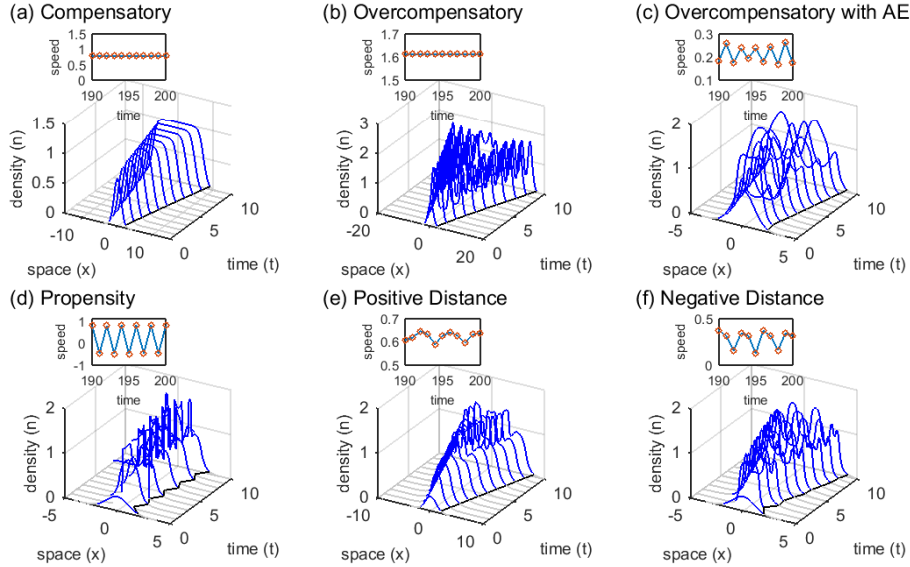 (a) Compensatory
(b) Overcompensatory
(c) Overcompensatory with AE
speed
1.5
1
0.5
0
190
195
200
time
density (n)
1.5
1
0.5
0
-10
0
10
space (x)
0
5
10
time (t)
speed
1.7
1.6
1.5
190
195
200
time
density (n)
3
2
1
0
-20
0
20
space (x)
0
5
10
time (t)
speed
0.3
0.2
0.1
190
195
200
time
density (n)
2
1
0
-5
0
5
space (x)
0
5
10
time (t)
(d) Propensity
(e) Positive Distance
(f) Negative Distance
speed
1
0
-1
190
195
200
time
density (n)
2
1
0
-5
0
5
space (x)
0
5
10
time (t)
speed
0.7
0.6
0.5
190
195
200
time
density (n)
2
1
0
-10
0
10
space (x)
0
5
10
time (t)
speed
0.5
0
190
195
200
time
density (n)
2
1
0
-5
0
5
space (x)
0
5
10
time (t)